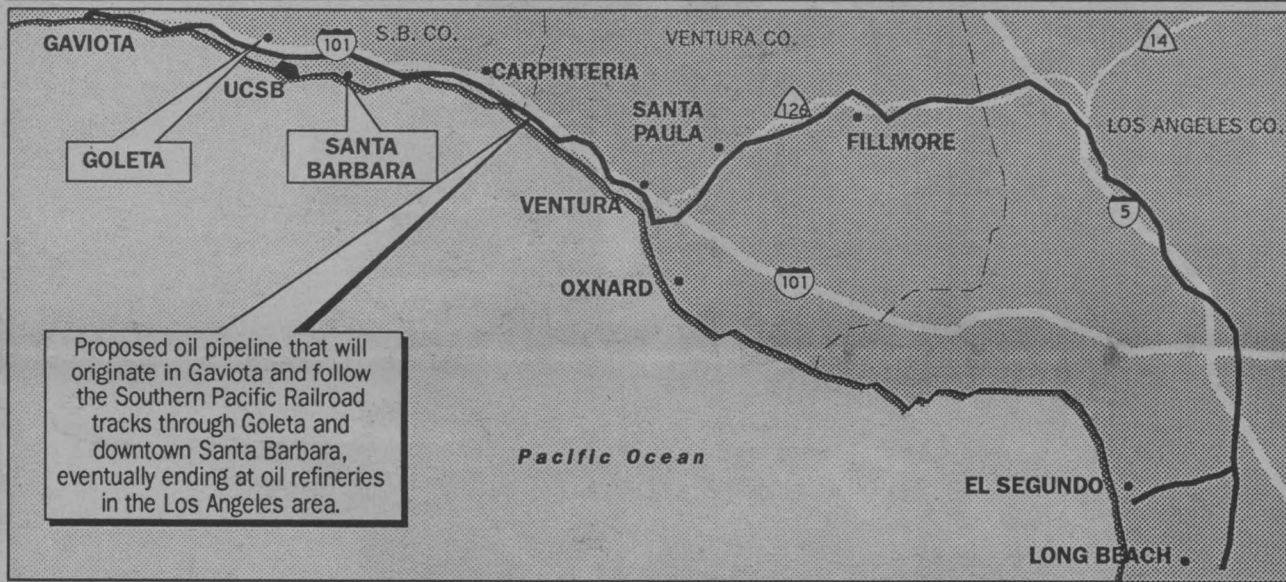 GAVIOTA
101
S.B. CO.
VENTURA CO.
14
UCSB
CARPINTERIA
SANTA
PAULA
126
FILLMORE
LOS ANGELES CO
GOLETA
SANTA
BARBARA
VENTURA
5
OXNARD
101
Proposed oil pipeline that will
originate in Gaviota and follow
the Southern Pacific Railroad
tracks through Goleta and
downtown Santa Barbara,
eventually ending at oil refineries
in the Los Angeles area.
Pacific Ocean
EL SEGUNDO
LONG BEACH